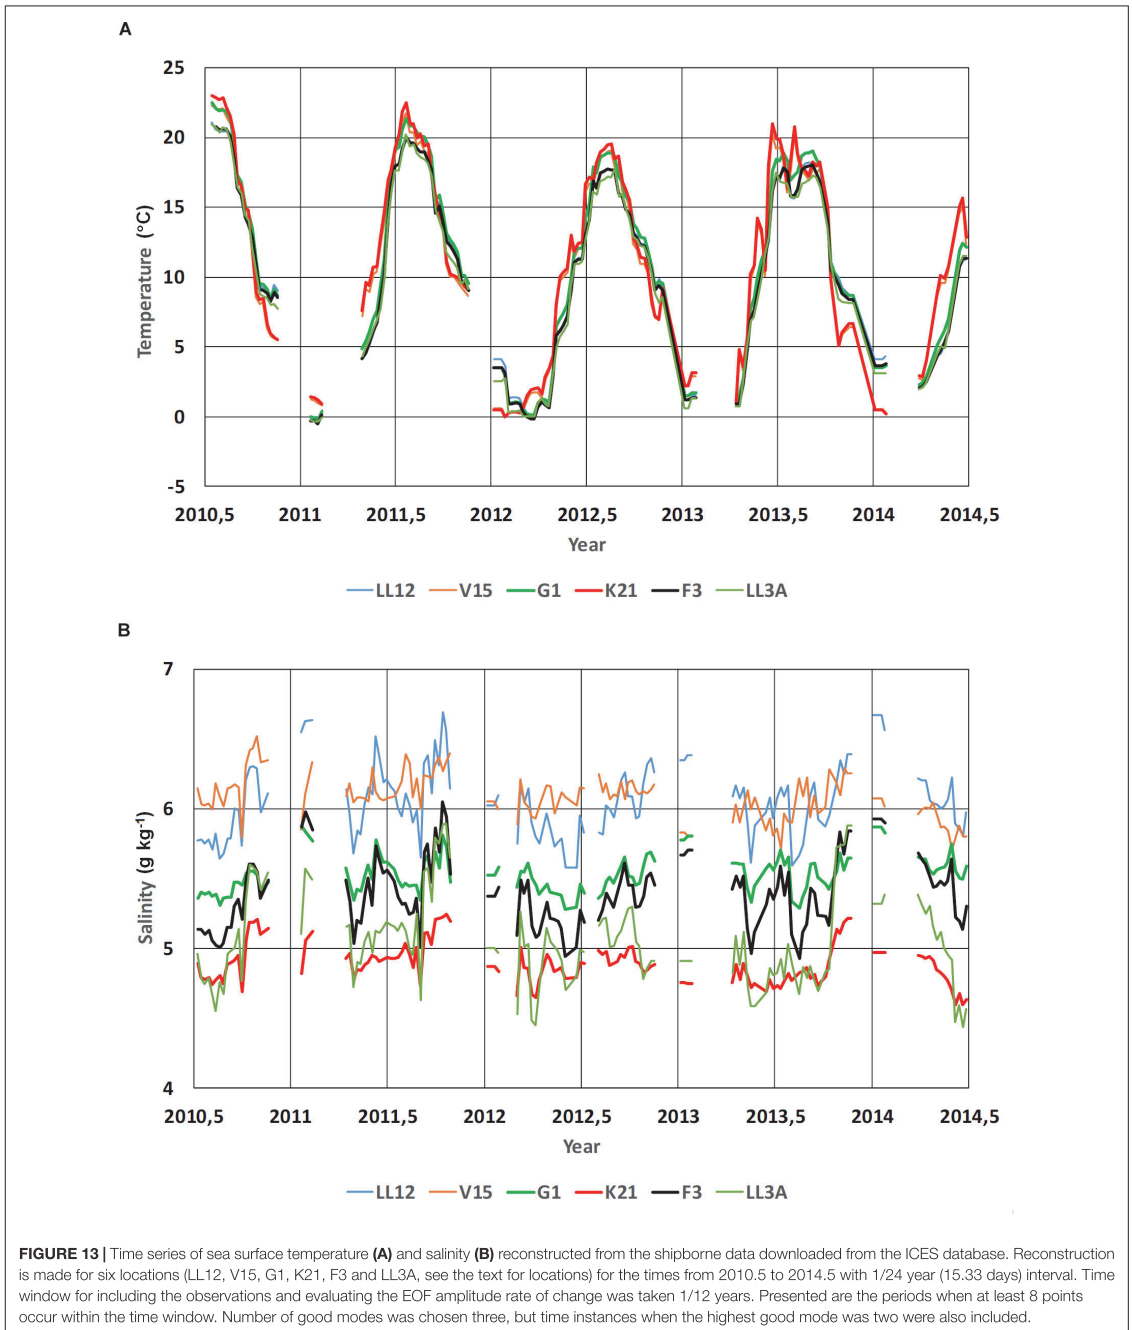 A
25
20
15
10
5
0
-5
Temperature (°C)
2010,5 2011 2011,5 2012 2012,5 2013 2013,5 2014 2014,5
Year
LL12 V15 G1 K21 F3 LL3A
B
7
6
5
4
Salinity (g kg⁻¹)
2010,5 2011 2011,5 2012 2012,5 2013 2013,5 2014 2014,5
Year
LL12 V15 G1 K21 F3 LL3A
FIGURE 13 | Time series of sea surface temperature (A) and salinity (B) reconstructed from the shipborne data downloaded from the ICES database. Reconstruction
is made for six locations (LL12, V15, G1, K21, F3 and LL3A, see the text for locations) for the times from 2010.5 to 2014.5 with 1/24 year (15.33 days) interval. Time
window for including the observations and evaluating the EOF amplitude rate of change was taken 1/12 years. Presented are the periods when at least 8 points
occur within the time window. Number of good modes was chosen three, but time instances when the highest good mode was two were also included.